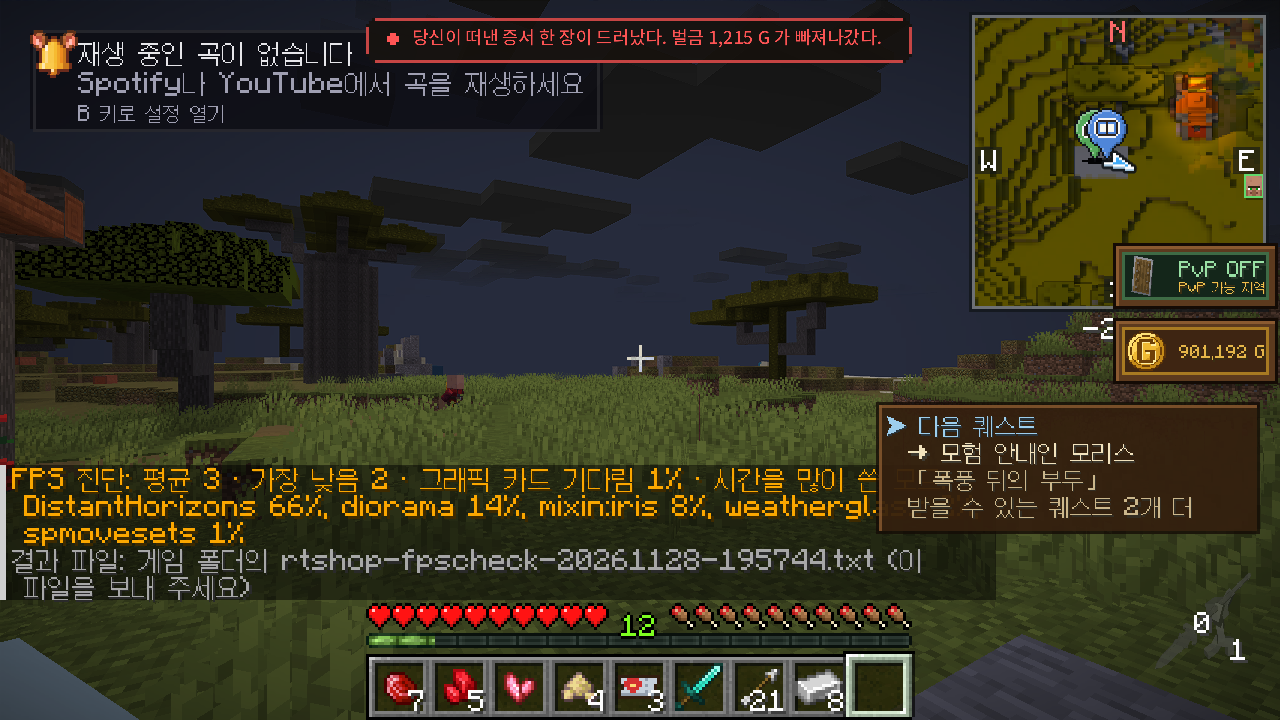 재생 중인 곡이 없습니다
Spotify나 YouTube에서 곡을 재생하세요
B 키로 설정 열기
당신이 떠낸 증서 한 장이 드러났다. 벌금 1,215 G 가 빠져나갔다.
N
W
E
PvP OFF
PvP 가능 지역
-2
G
901,192 G
다음 퀘스트
→ 모험 안내인 모리스
「폭풍 뒤의 부두」
받을 수 있는 퀘스트 2개 더
FPS 진단: 평균 3 · 가장 낮음 2 · 그래픽 카드 기다림 1% · 시간을 많이 쓴
DistantHorizons 66%, diorama 14%, mixin:iris 8%, weathergl
spmovesets 1%
결과 파일: 게임 폴더의 rtshop-fpscheck-20261128-195744.txt (이
파일을 보내 주세요)
12
0
1
7
5
4
3
21
8